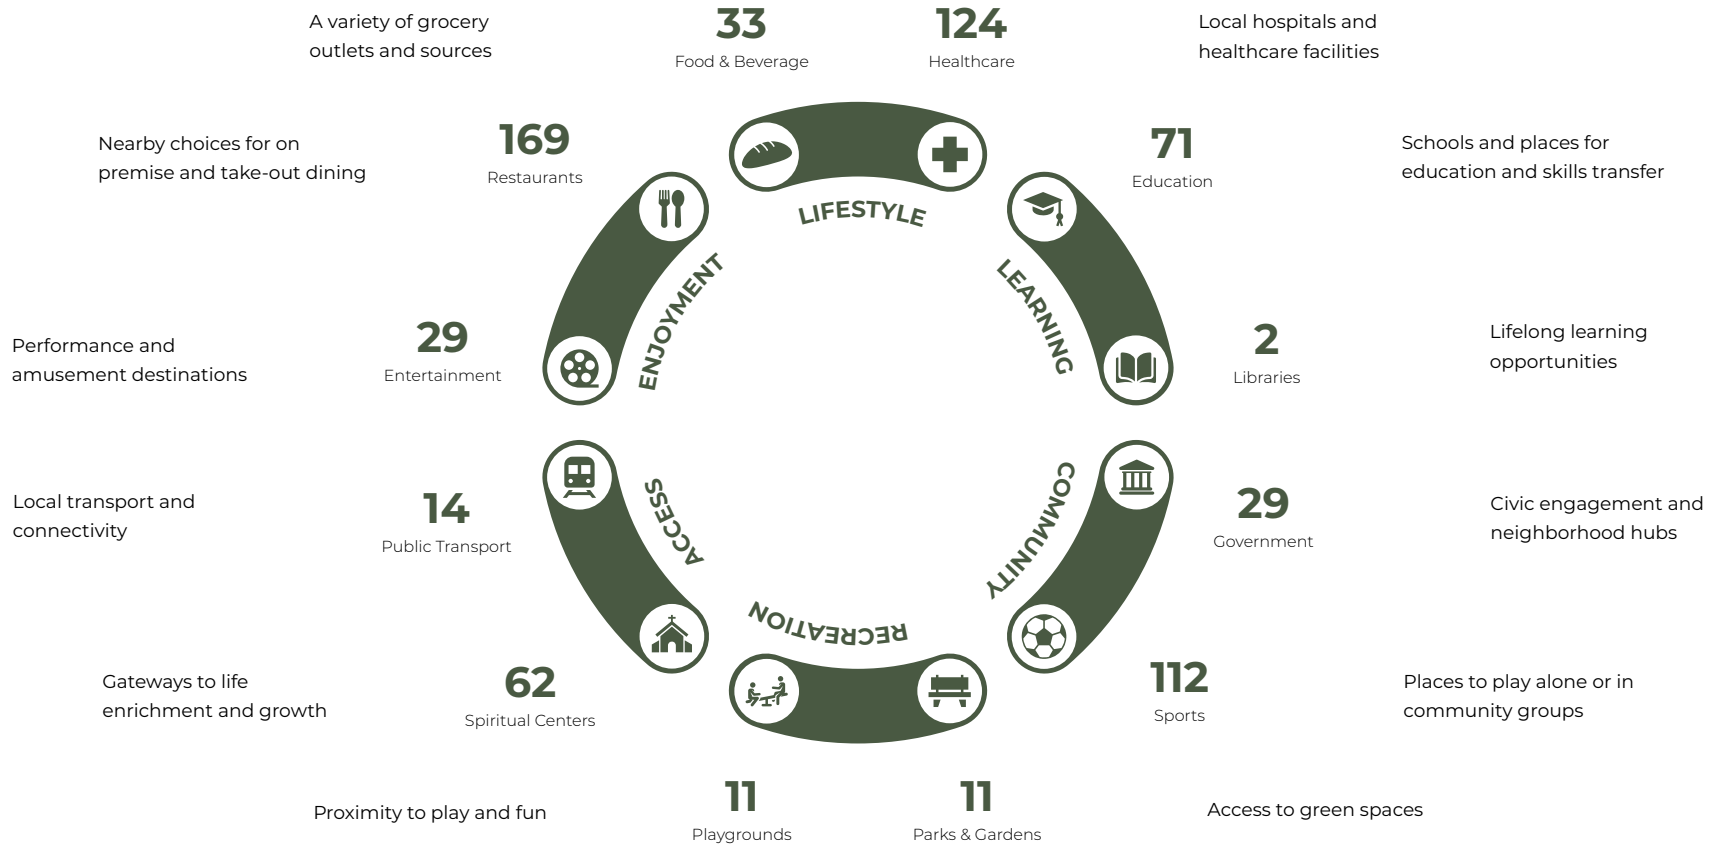 A variety of grocery
outlets and sources
33
Food & Beverage
124
Healthcare
Local hospitals and
healthcare facilities
Nearby choices for on
premise and take-out dining
169
Restaurants
71
Education
Schools and places for
education and skills transfer
LIFESTYLE
ENJOYMENT
LEARNING
Performance and
amusement destinations
29
Entertainment
2
Libraries
Lifelong learning
opportunities
Local transport and
connectivity
14
Public Transport
ACCESS
COMMUNITY
29
Government
Civic engagement and
neighborhood hubs
RECREATION
Gateways to life
enrichment and growth
62
Spiritual Centers
112
Sports
Places to play alone or in
community groups
Proximity to play and fun
11
Playgrounds
11
Parks & Gardens
Access to green spaces